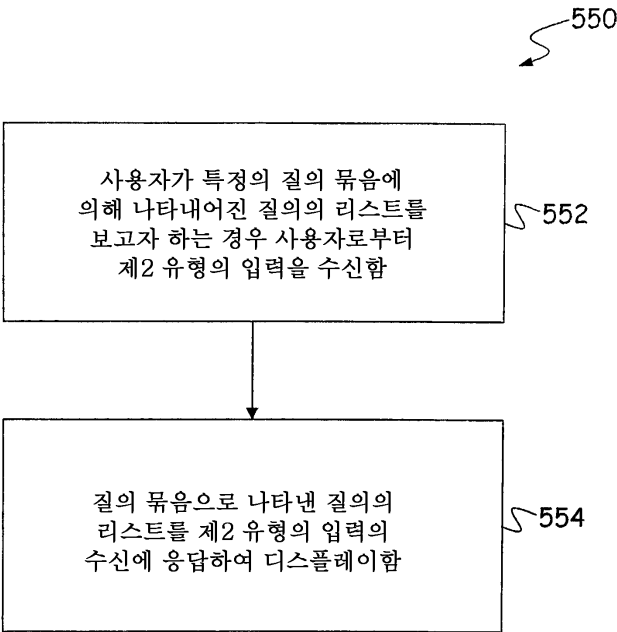 550
사용자가 특정의 질의 묶음에
의해 나타내어진 질의의 리스트를
보고자 하는 경우 사용자로부터
제2 유형의 입력을 수신함
552
질의 묶음으로 나타낸 질의의
리스트를 제2 유형의 입력의
수신에 응답하여 디스플레이함
554